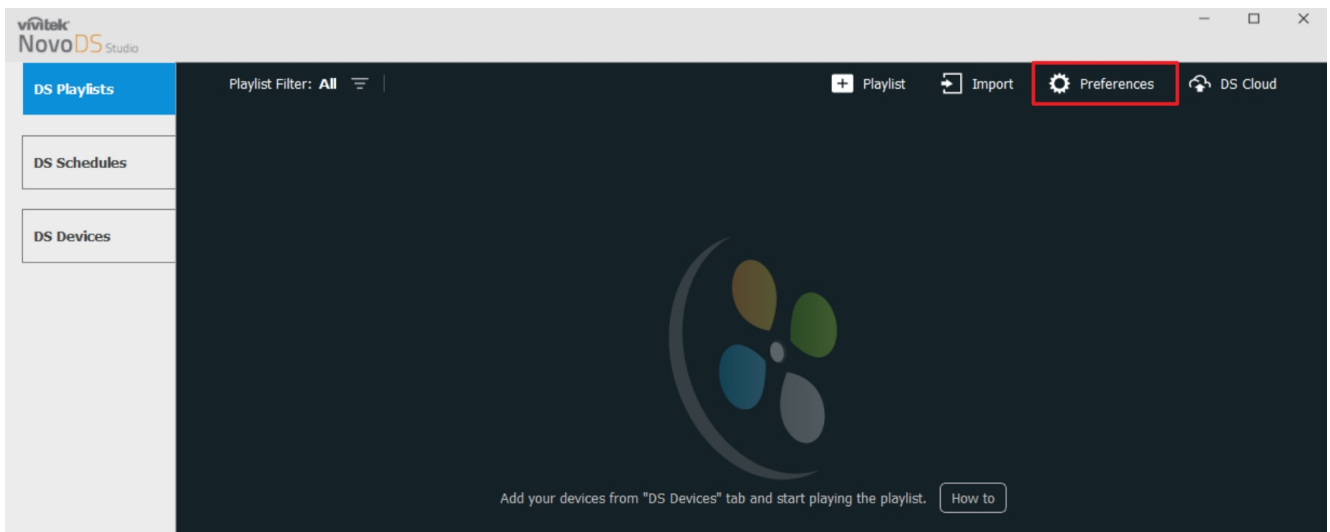 vivitek
NovoDS Studio
DS Playlists
Playlist Filter: All
Playlist
Import
Preferences
DS Cloud
DS Schedules
DS Devices
Add your devices from "DS Devices" tab and start playing the playlist. How to